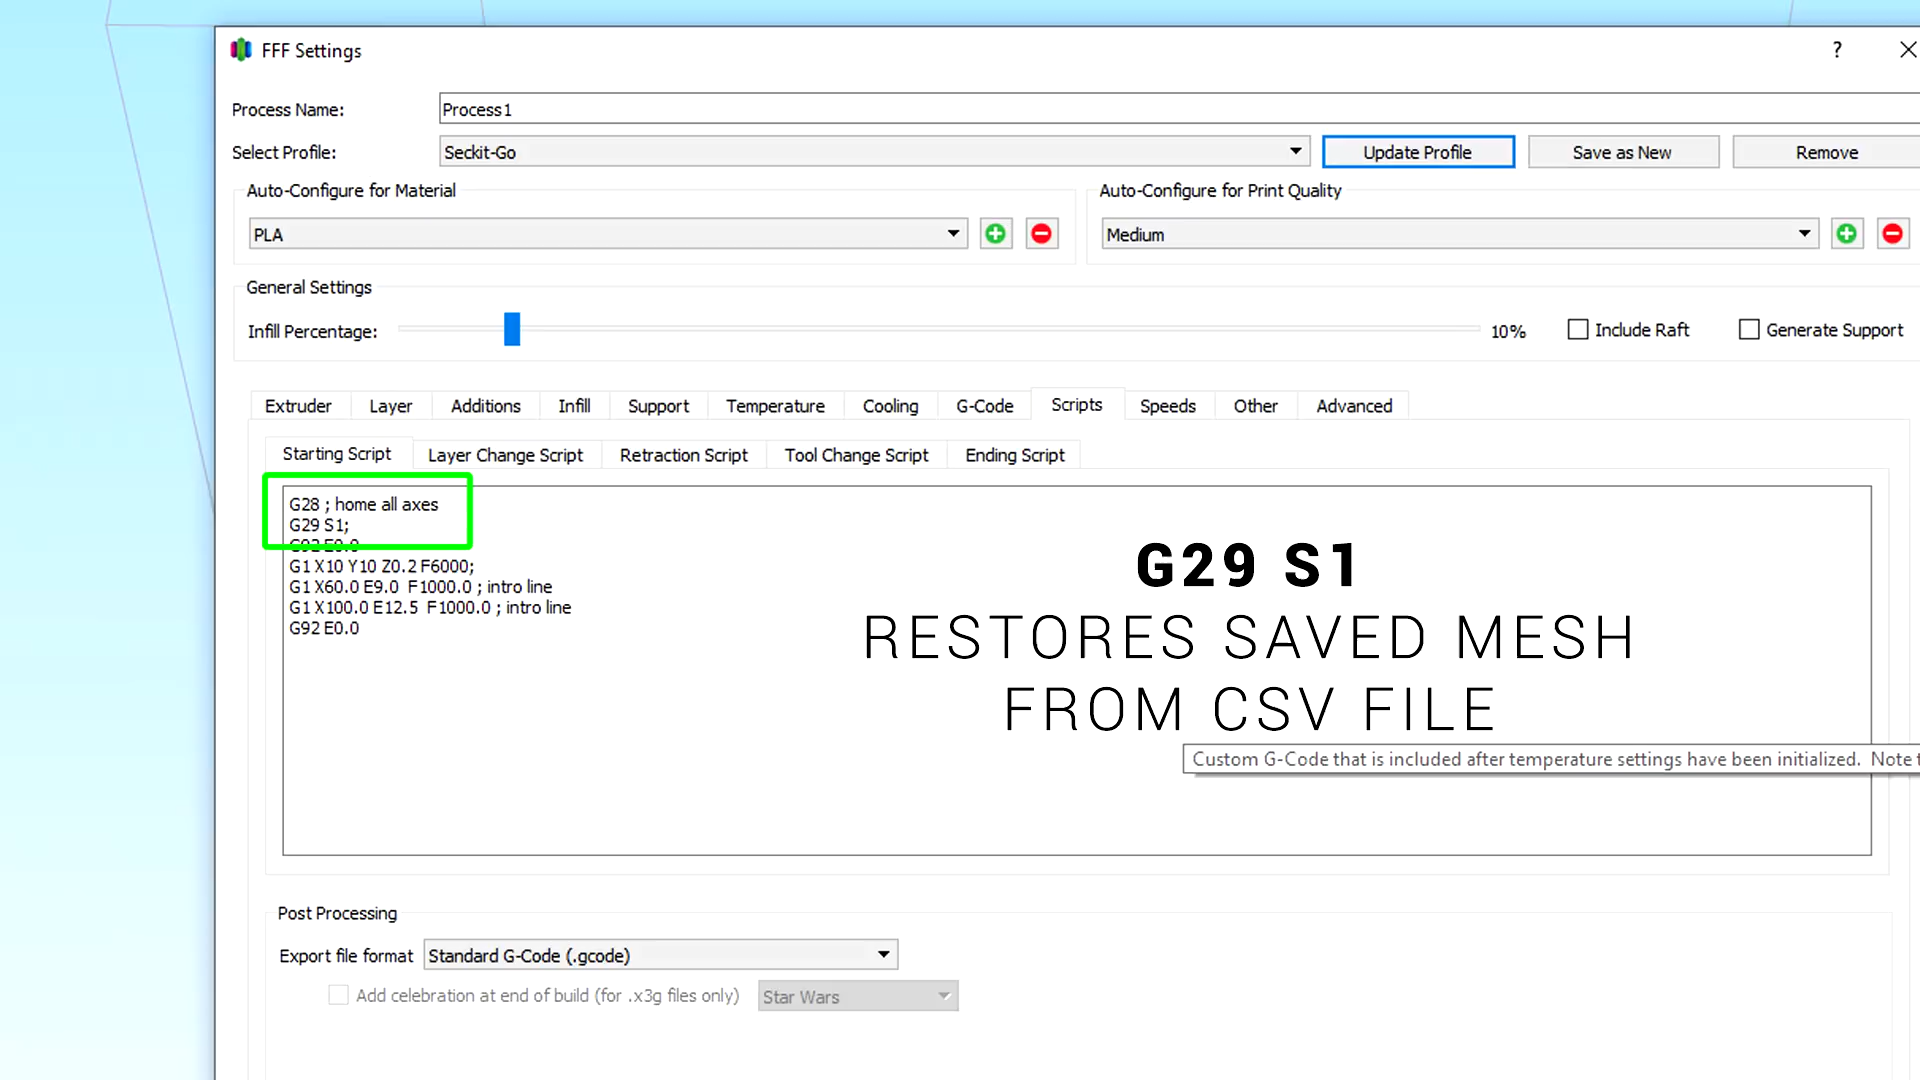 FFF Settings
?
Process Name: Process1
Select Profile: Seckit-Go Update Profile Save as New Remove
Auto-Configure for Material Auto-Configure for Print Quality
PLA Medium
General Settings
Infill Percentage: 10% Include Raft Generate Support
Extruder Layer Additions Infill Support Temperature Cooling G-Code Scripts Speeds Other Advanced
Starting Script Layer Change Script Retraction Script Tool Change Script Ending Script
G28 ; home all axes
G29 S1;
G92 E0.0
G1 X10 Y10 Z0.2 F6000;
G1 X60.0 E9.0 F1000.0 ; intro line
G1 X100.0 E12.5 F1000.0 ; intro line
G92 E0.0
G29 S1
RESTORES SAVED MESH
FROM CSV FILE
Custom G-Code that is included after temperature settings have been initialized. Note t
Post Processing
Export file format Standard G-Code (.gcode)
Add celebration at end of build (for .x3g files only) Star Wars